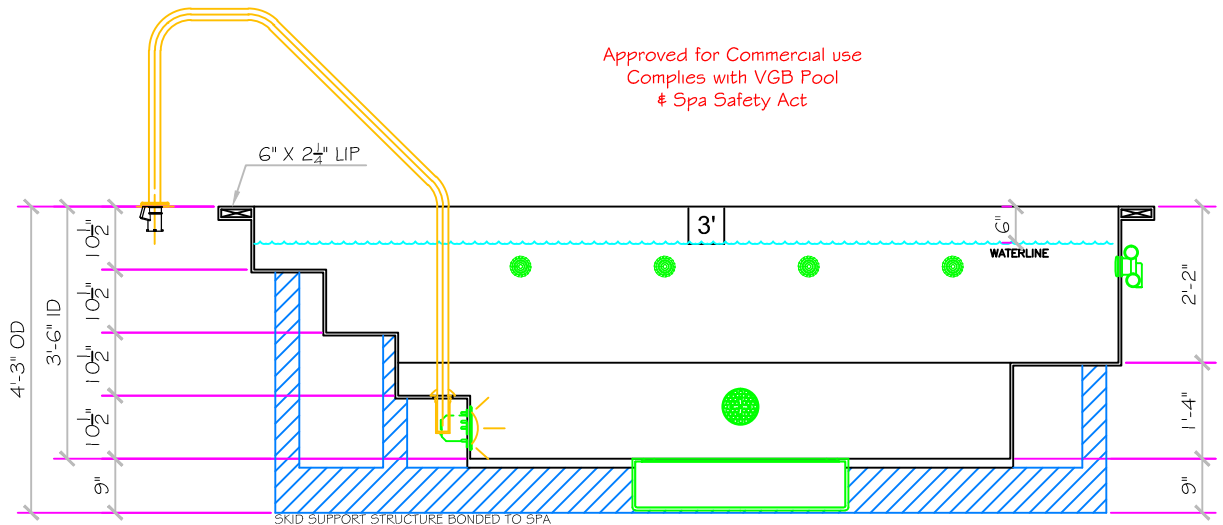 Approved for Commercial use
Complies with VGB Pool
& Spa Safety Act
6" X 2¼" LIP
3'
6"
WATERLINE
10½"
10½"
10½"
10½"
9"
3'-6" ID
4'-3" OD
2'-2"
1'-4"
9"
SKID SUPPORT STRUCTURE BONDED TO SPA